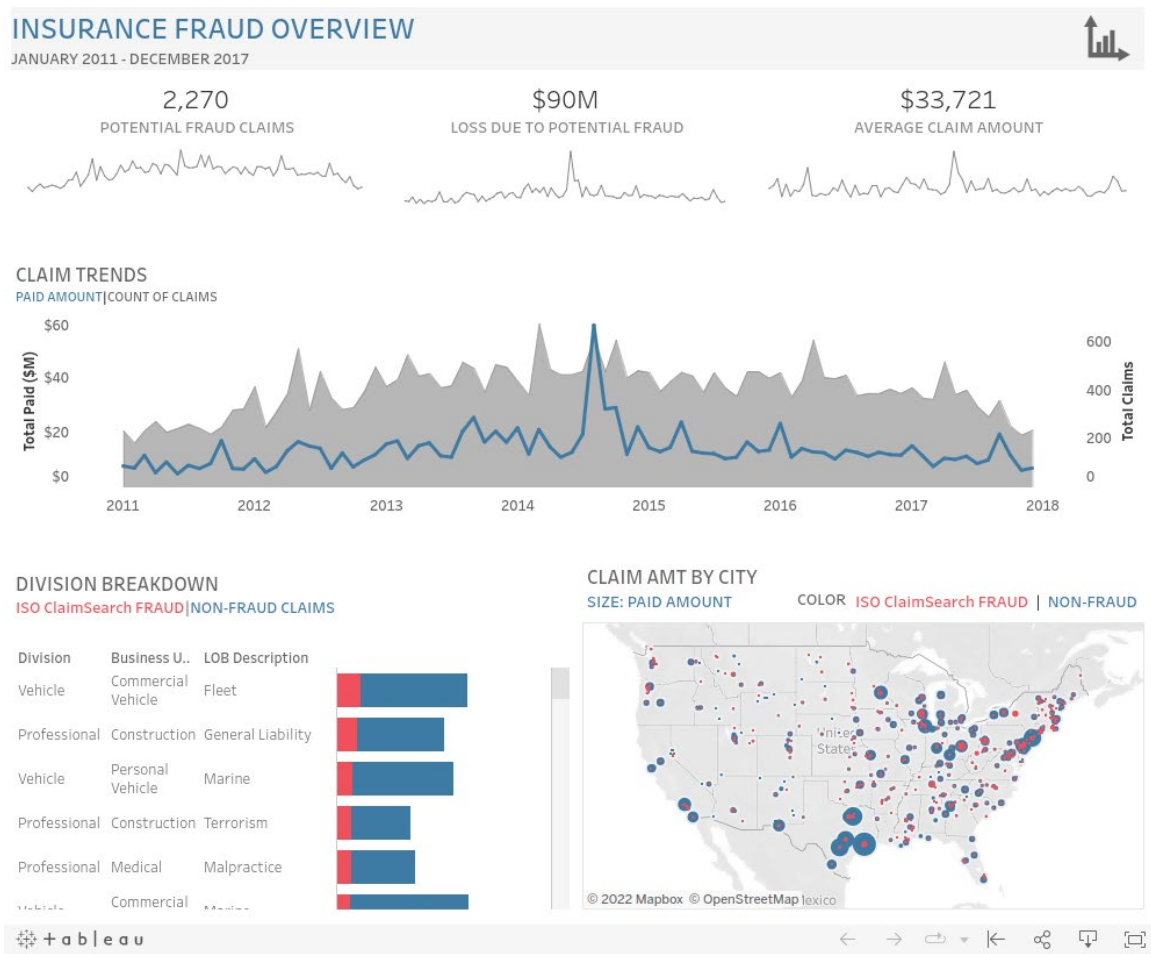 INSURANCE FRAUD OVERVIEW
JANUARY 2011 - DECEMBER 2017
2,270
POTENTIAL FRAUD CLAIMS
$90M
LOSS DUE TO POTENTIAL FRAUD
$33,721
AVERAGE CLAIM AMOUNT
CLAIM TRENDS
PAID AMOUNT|COUNT OF CLAIMS
Total Paid ($M)
$60
$40
$20
$0
600
400
200
0
Total Claims
2011 2012 2013 2014 2015 2016 2017 2018
DIVISION BREAKDOWN
ISO ClaimSearch FRAUD|NON-FRAUD CLAIMS
Division Business U.. LOB Description
Vehicle Commercial Vehicle Fleet
Professional Construction General Liability
Vehicle Personal Vehicle Marine
Professional Construction Terrorism
Professional Medical Malpractice
Commercial
CLAIM AMT BY CITY
SIZE: PAID AMOUNT COLOR ISO ClaimSearch FRAUD | NON-FRAUD
United
States
© 2022 Mapbox © OpenStreetMap lexico
+ a b l e a u